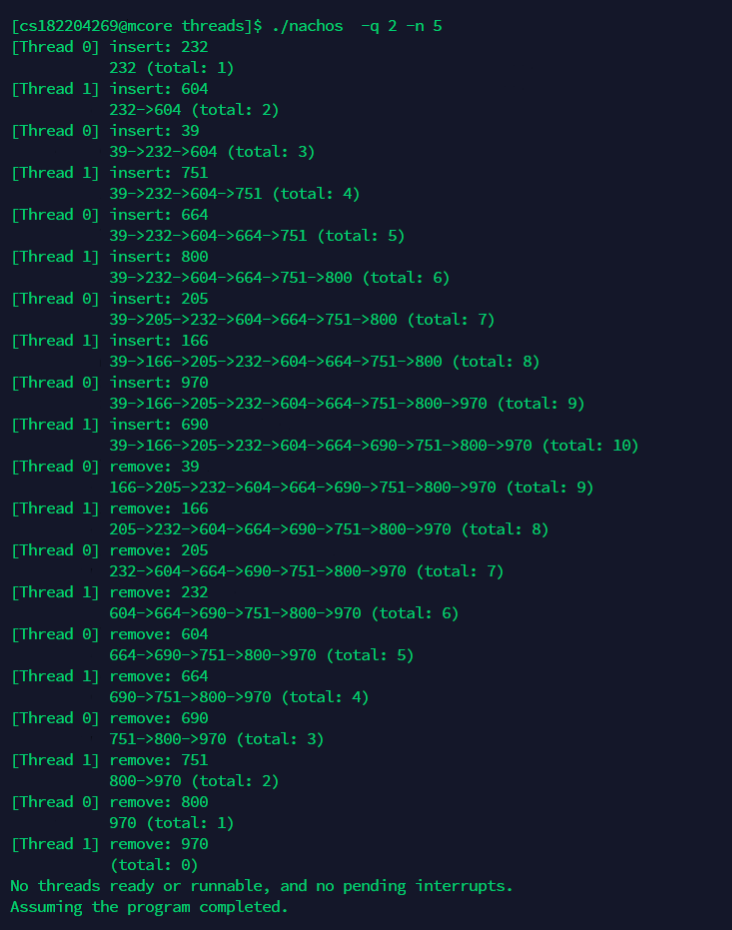 [cs182204269@mcore threads]$ ./nachos  -q 2 -n 5
[Thread 0] insert: 232
           232 (total: 1)
[Thread 1] insert: 604
           232->604 (total: 2)
[Thread 0] insert: 39
           39->232->604 (total: 3)
[Thread 1] insert: 751
           39->232->604->751 (total: 4)
[Thread 0] insert: 664
           39->232->604->664->751 (total: 5)
[Thread 1] insert: 800
           39->232->604->664->751->800 (total: 6)
[Thread 0] insert: 205
           39->205->232->604->664->751->800 (total: 7)
[Thread 1] insert: 166
           39->166->205->232->604->664->751->800 (total: 8)
[Thread 0] insert: 970
           39->166->205->232->604->664->751->800->970 (total: 9)
[Thread 1] insert: 690
           39->166->205->232->604->664->690->751->800->970 (total: 10)
[Thread 0] remove: 39
           166->205->232->604->664->690->751->800->970 (total: 9)
[Thread 1] remove: 166
           205->232->604->664->690->751->800->970 (total: 8)
[Thread 0] remove: 205
           232->604->664->690->751->800->970 (total: 7)
[Thread 1] remove: 232
           604->664->690->751->800->970 (total: 6)
[Thread 0] remove: 604
           664->690->751->800->970 (total: 5)
[Thread 1] remove: 664
           690->751->800->970 (total: 4)
[Thread 0] remove: 690
           751->800->970 (total: 3)
[Thread 1] remove: 751
           800->970 (total: 2)
[Thread 0] remove: 800
           970 (total: 1)
[Thread 1] remove: 970
           (total: 0)
No threads ready or runnable, and no pending interrupts.
Assuming the program completed.